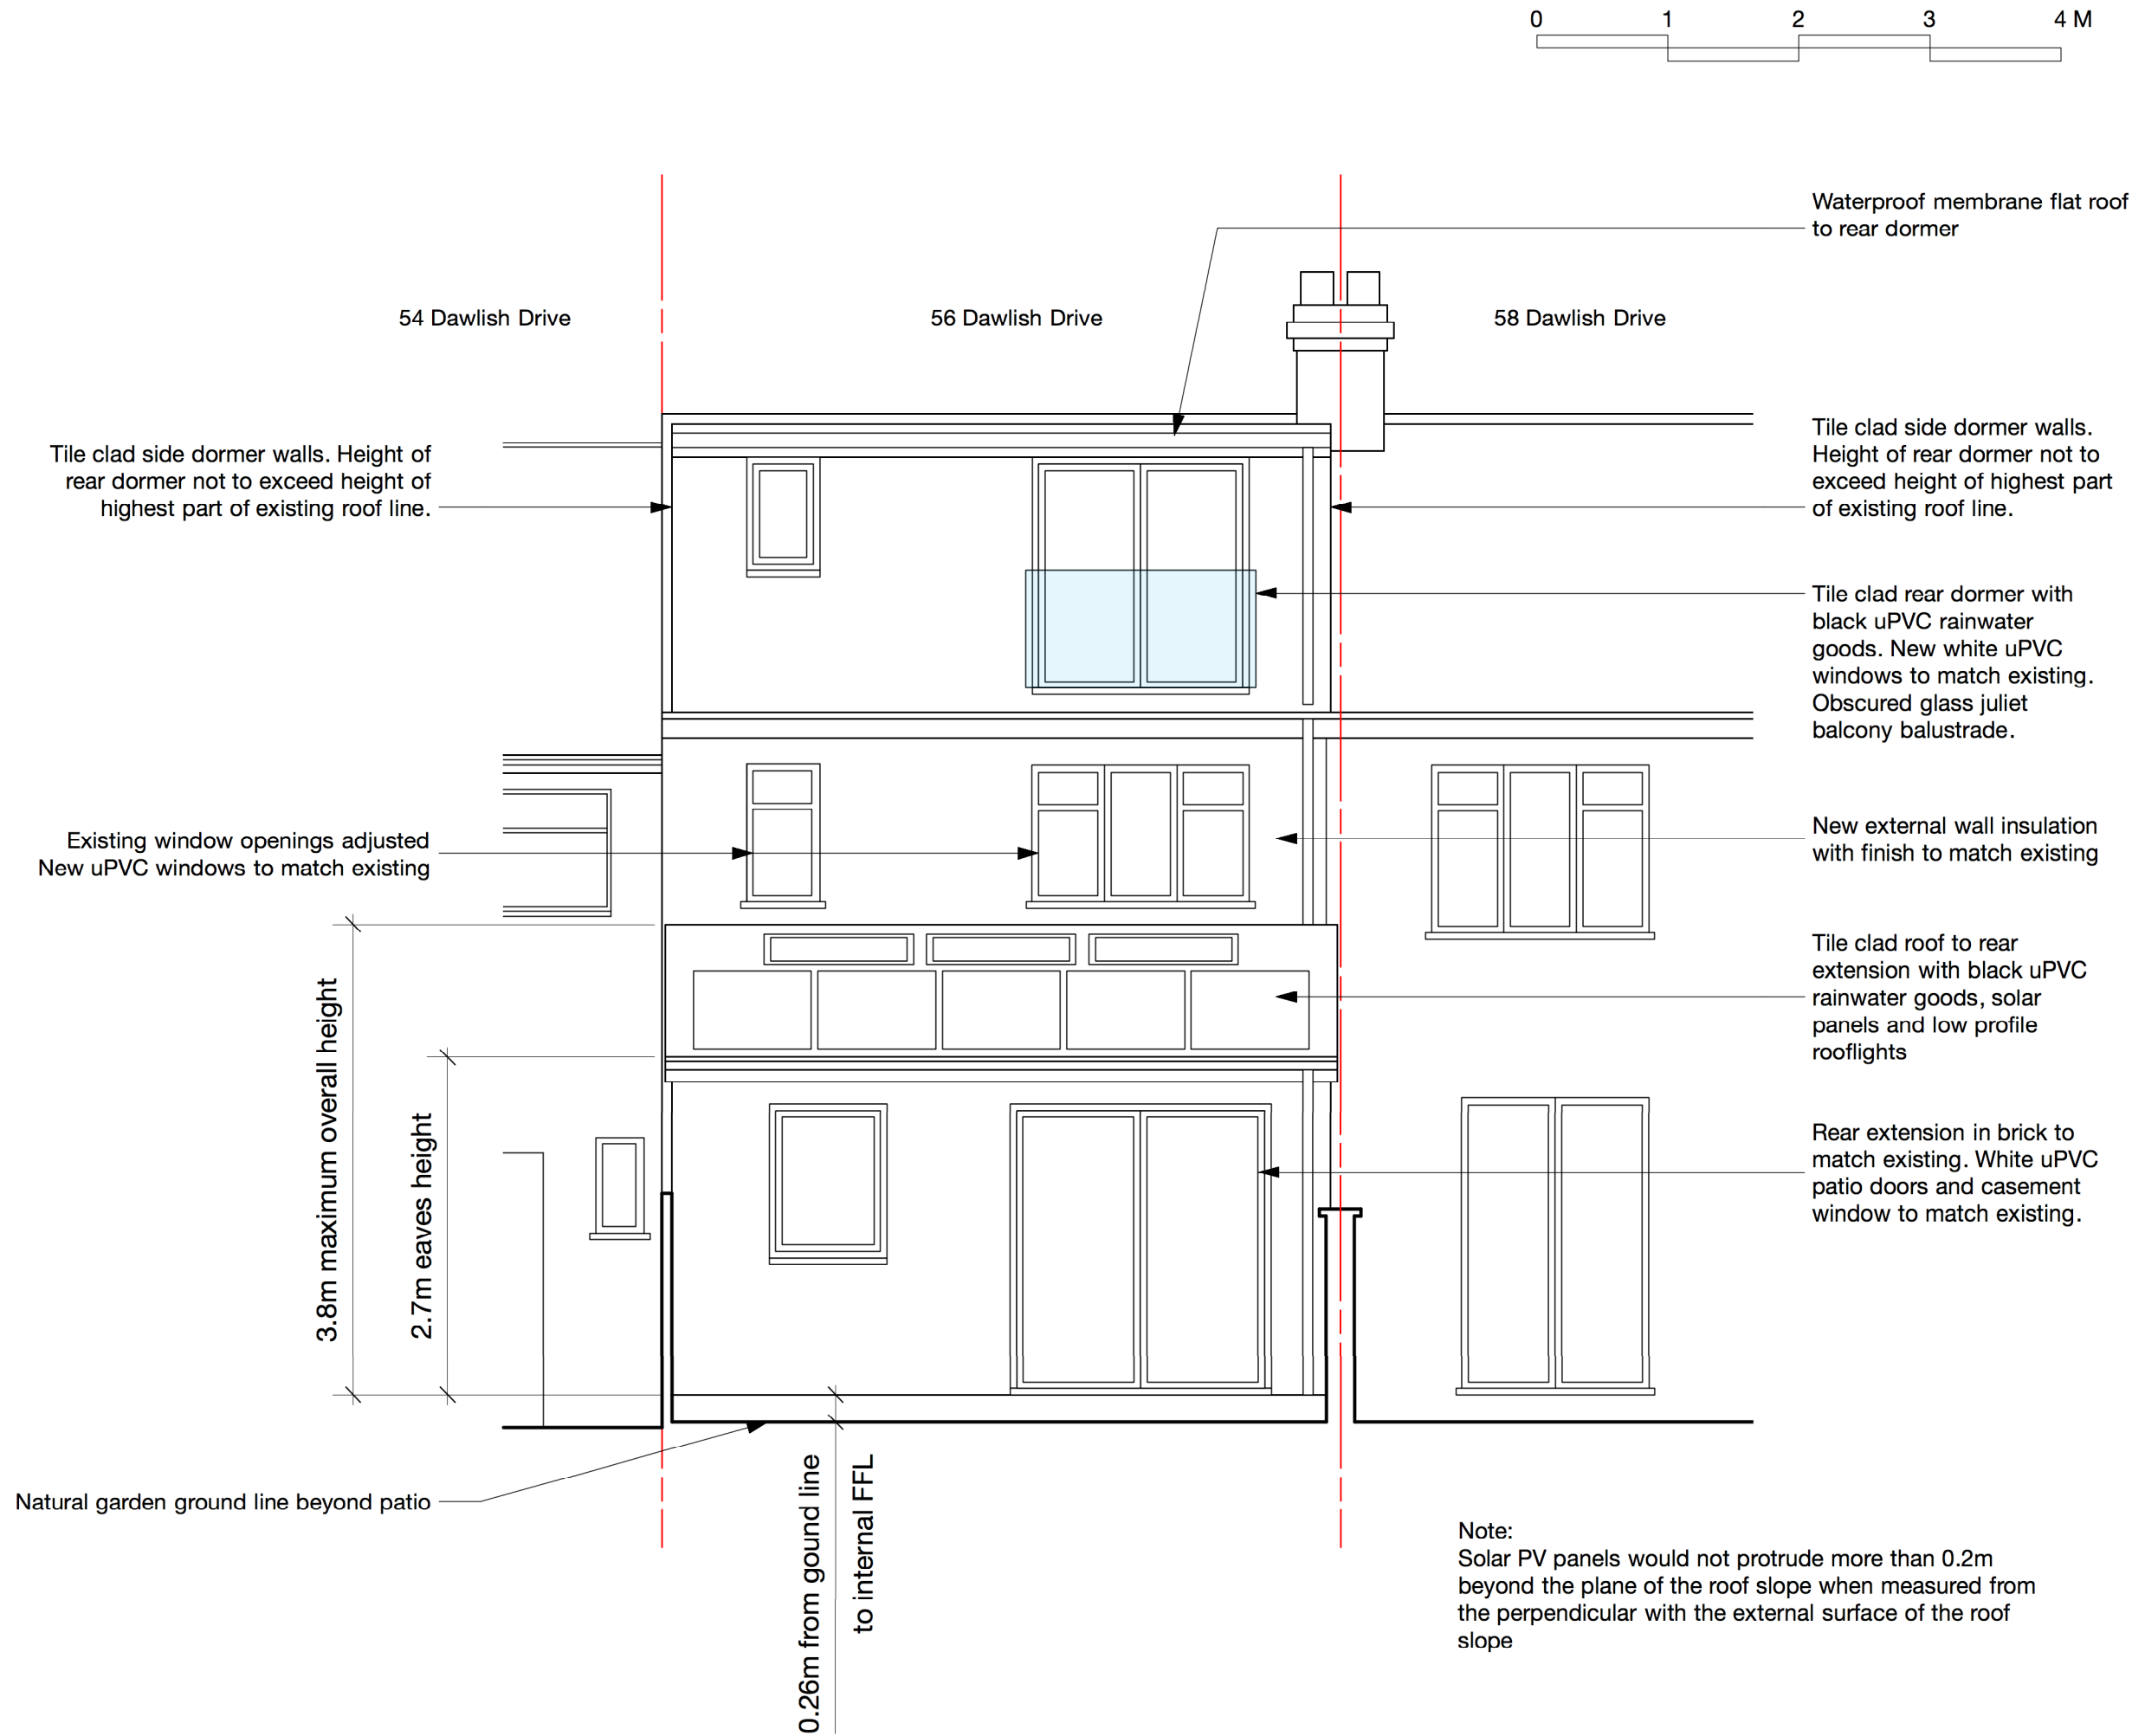 0 1 2 3 4 M
Waterproof membrane flat roof
to rear dormer
54 Dawlish Drive
56 Dawlish Drive
58 Dawlish Drive
Tile clad side dormer walls. Height of
rear dormer not to exceed height of
highest part of existing roof line.
Tile clad side dormer walls.
Height of rear dormer not to
exceed height of highest part
of existing roof line.
Tile clad rear dormer with
black uPVC rainwater
goods. New white uPVC
windows to match existing.
Obscured glass juliet
balcony balustrade.
Existing window openings adjusted
New uPVC windows to match existing
New external wall insulation
with finish to match existing
Tile clad roof to rear
extension with black uPVC
rainwater goods, solar
panels and low profile
rooflights
3.8m maximum overall height
2.7m eaves height
Rear extension in brick to
match existing. White uPVC
patio doors and casement
window to match existing.
Natural garden ground line beyond patio
0.26m from gound line
to internal FFL
Note:
Solar PV panels would not protrude more than 0.2m
beyond the plane of the roof slope when measured from
the perpendicular with the external surface of the roof
slope